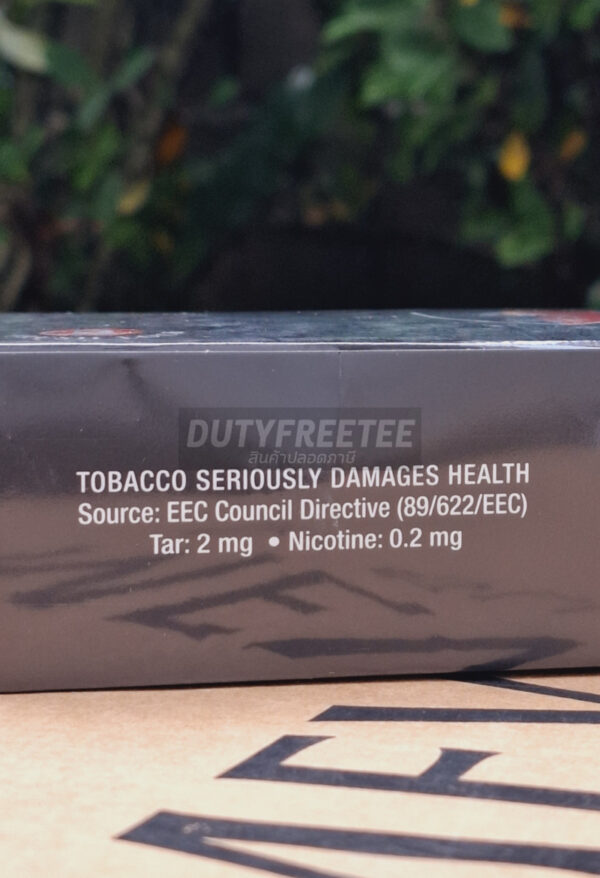 DUTYFREETEE
สินค้าปลอดภาษี
TOBACCO SERIOUSLY DAMAGES HEALTH
Source: EEC Council Directive (89/622/EEC)
Tar: 2 mg • Nicotine: 0.2 mg